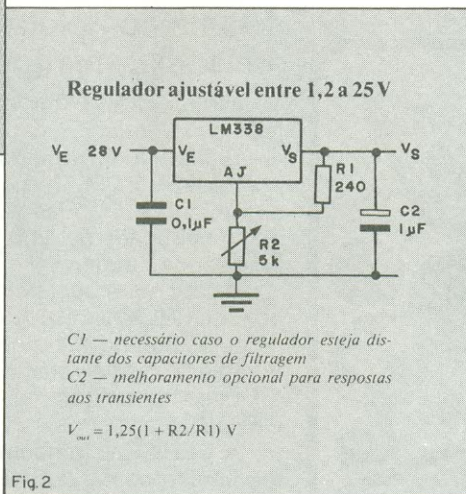 Regulador ajustável entre 1,2 a 25 V
LM338
V_E 28 V V_E V_S V_S
AJ
R1
240
C1
0,1µF
R2
5k
C2
1µF
C1 — necessário caso o regulador esteja dis-
tante dos capacitores de filtragem
C2 — melhoramento opcional para respostas
aos transientes
= 1,25(1 + R2/R1) V
Fig. 2